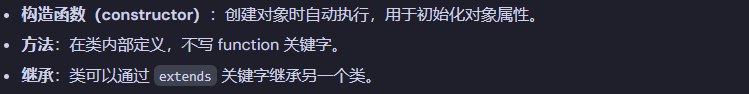 • 构造函数（constructor）：创建对象时自动执行，用于初始化对象属性。
• 方法：在类内部定义，不写 function 关键字。
• 继承：类可以通过 extends 关键字继承另一个类。